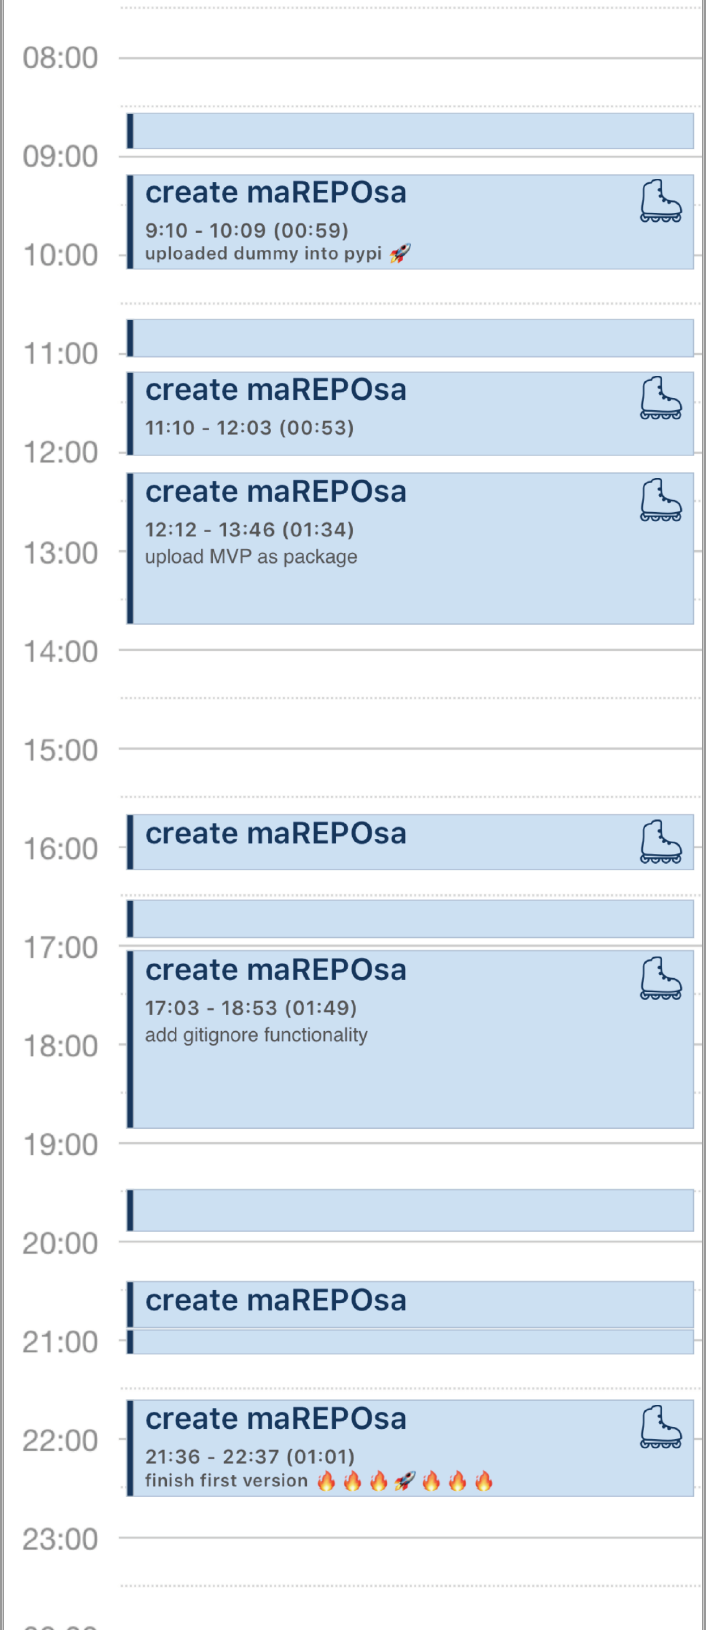 08:00
09:00
create maREPOsa
9:10 - 10:09 (00:59)
uploaded dummy into pypi 🚀
10:00
11:00
create maREPOsa
11:10 - 12:03 (00:53)
12:00
create maREPOsa
12:12 - 13:46 (01:34)
13:00
upload MVP as package
14:00
15:00
create maREPOsa
16:00
17:00
create maREPOsa
17:03 - 18:53 (01:49)
add gitignore functionality
18:00
19:00
20:00
create maREPOsa
21:00
create maREPOsa
22:00
21:36 - 22:37 (01:01)
finish first version 🔥🔥🔥🚀🔥🔥🔥
23:00